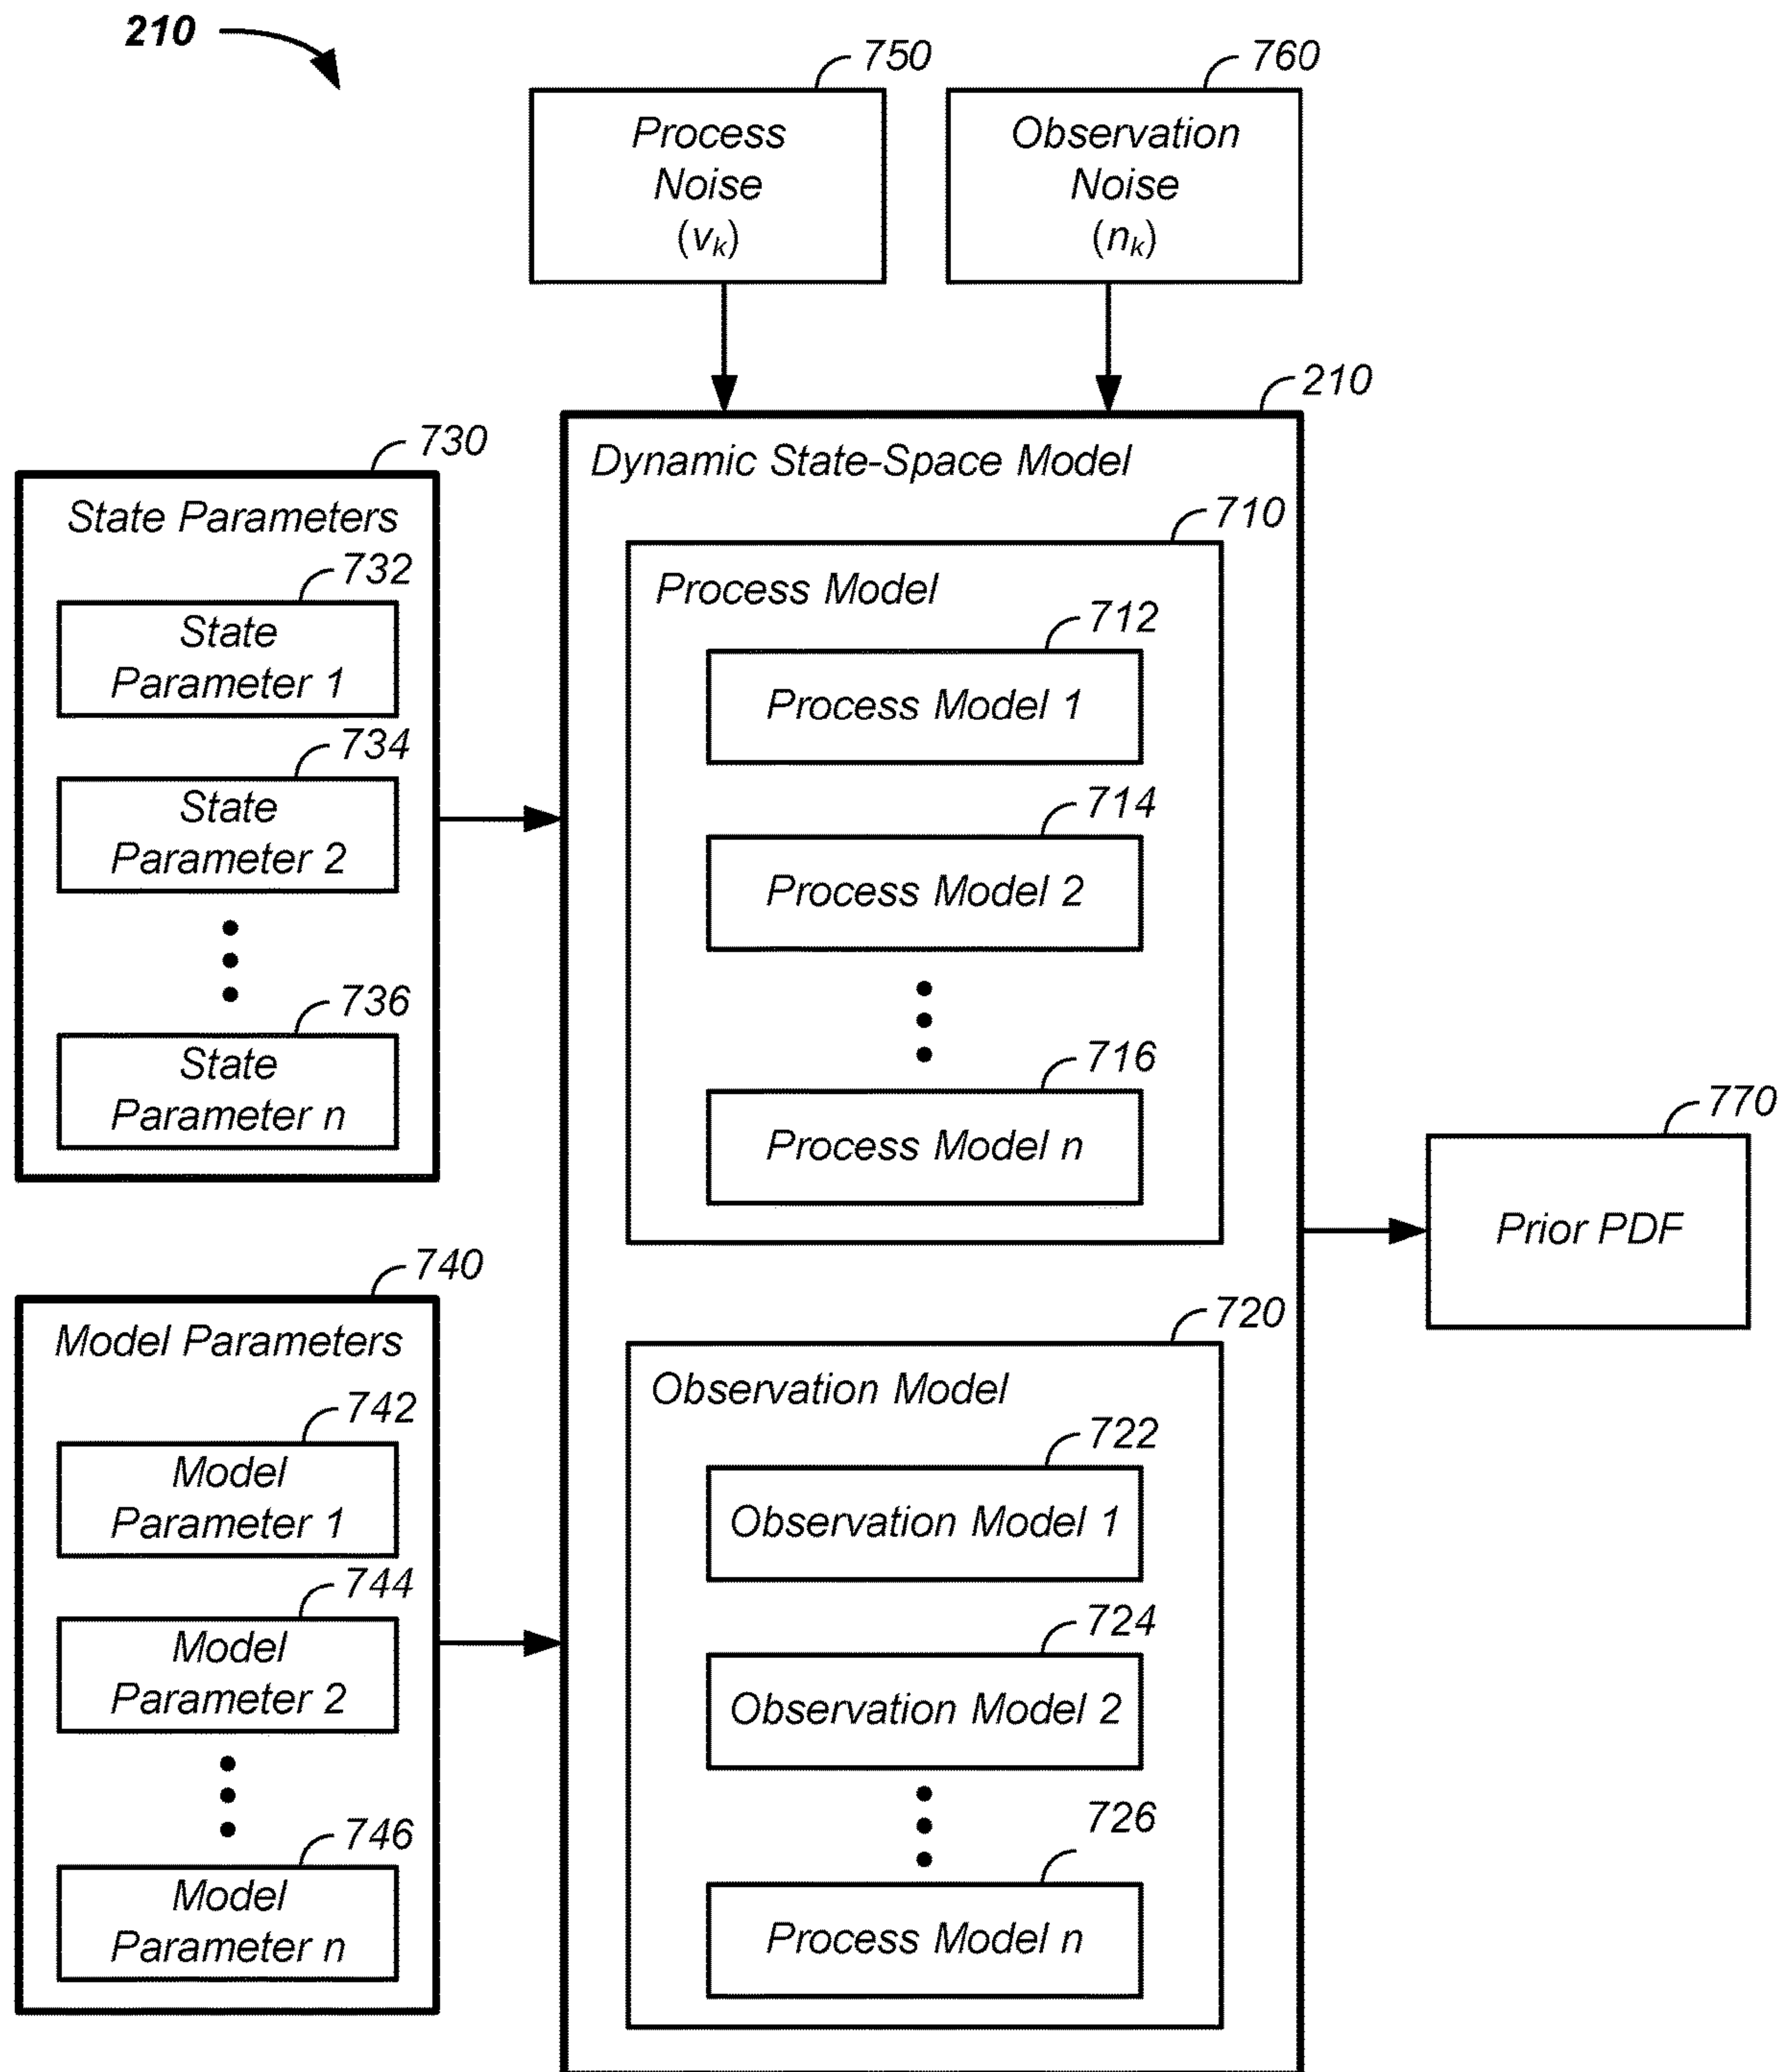 210
750
Process
Noise
(vₖ)
760
Observation
Noise
(nₖ)
730
State Parameters
732
State
Parameter 1
734
State
Parameter 2
736
State
Parameter n
740
Model Parameters
742
Model
Parameter 1
744
Model
Parameter 2
746
Model
Parameter n
210
Dynamic State-Space Model
710
Process Model
712
Process Model 1
714
Process Model 2
716
Process Model n
720
Observation Model
722
Observation Model 1
724
Observation Model 2
726
Process Model n
770
Prior PDF